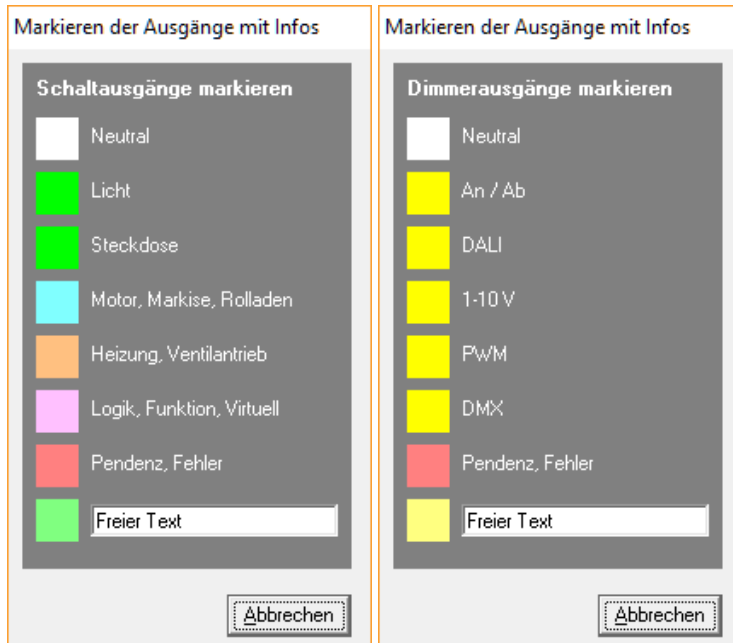 Markieren der Ausgänge mit Infos
Schaltausgänge markieren
Neutral
Licht
Steckdose
Motor, Markise, Rolladen
Heizung, Ventilantrieb
Logik, Funktion, Virtuell
Pendenz, Fehler
Freier Text
Abbrechen
Markieren der Ausgänge mit Infos
Dimmerausgänge markieren
Neutral
An / Ab
DALI
1-10 V
PWM
DMX
Pendenz, Fehler
Freier Text
Abbrechen